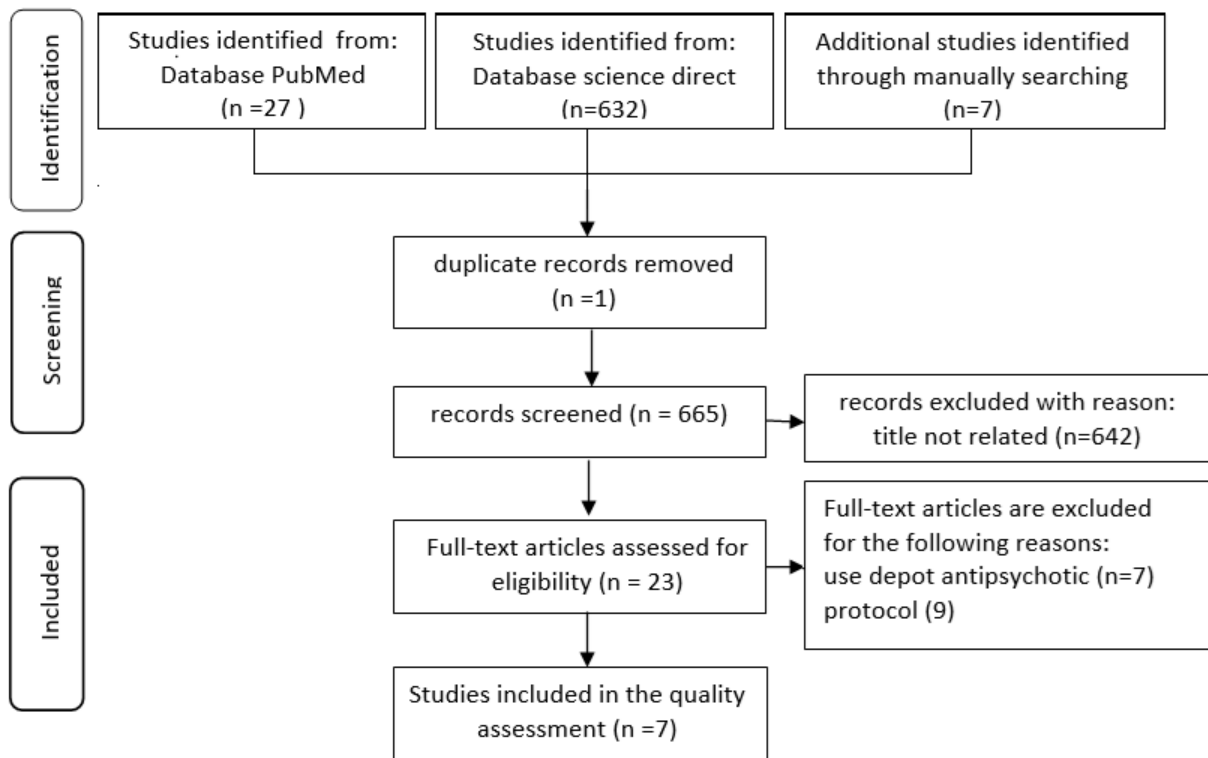 Identification
Studies identified from:
Database PubMed
(n =27 )
Studies identified from:
Database science direct
(n=632)
Additional studies identified
through manually searching
(n=7)
Screening
duplicate records removed
(n =1)
records screened (n = 665)
records excluded with reason:
title not related (n=642)
Included
Full-text articles assessed for
eligibility (n = 23)
Full-text articles are excluded
for the following reasons:
use depot antipsychotic (n=7)
protocol (9)
Studies included in the quality
assessment (n =7)